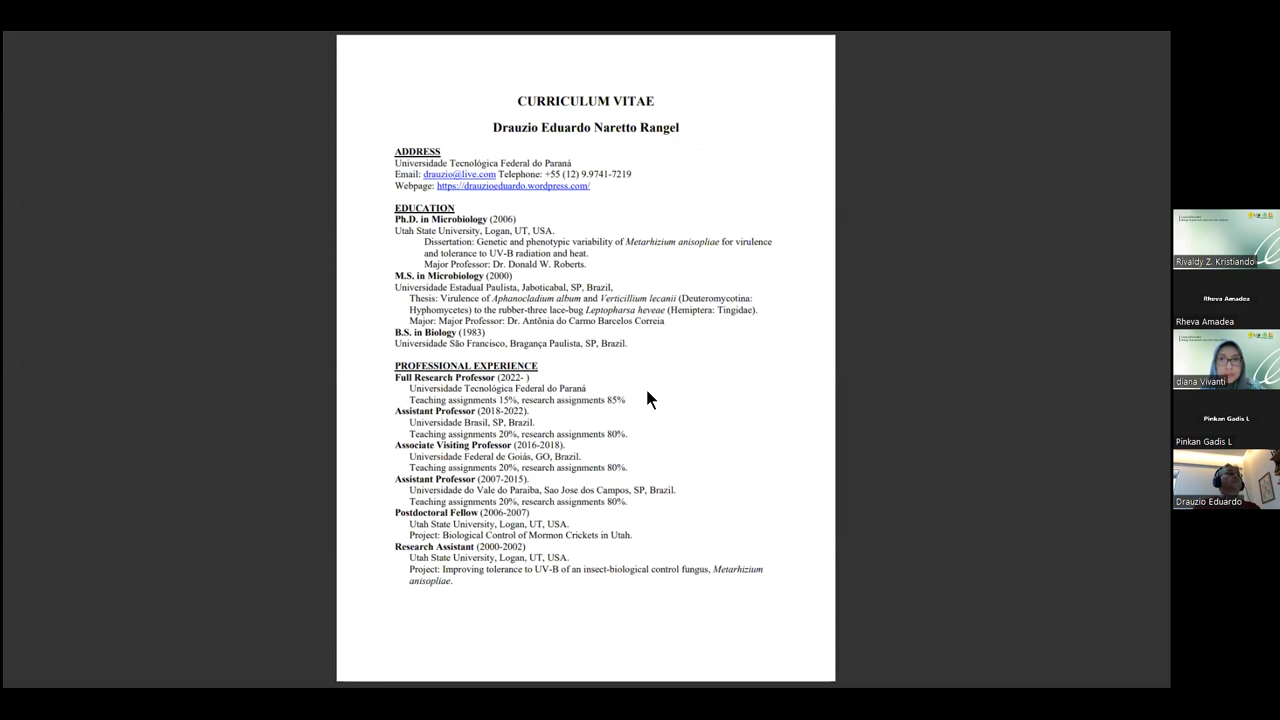 CURRICULUM VITAE
Drauzio Eduardo Naretto Rangel
ADDRESS
Universidade Tecnológica Federal do Paraná
Email: drauzio@live.com Telephone: +55 (12) 9.9741-7219
Webpage: https://drauzioeduardo.wordpress.com/
EDUCATION
Ph.D. in Microbiology (2006)
Utah State University, Logan, UT, USA.
Dissertation: Genetic and phenotypic variability of Metarhizium anisopliae for virulence
and tolerance to UV-B radiation and heat.
Major Professor: Dr. Donald W. Roberts.
M.S. in Microbiology (2000)
Universidade Estadual Paulista, Jaboticabal, SP, Brazil,
Thesis: Virulence of Aphanocladium album and Verticillium lecanii (Deuteromycotina:
Hyphomycetes) to the rubber-three lace-bug Leptopharsa heveae (Hemiptera: Tingidae).
Major: Major Professor: Dr. Antônia do Carmo Barcelos Correia
B.S. in Biology (1983)
Universidade São Francisco, Bragança Paulista, SP, Brazil.
PROFESSIONAL EXPERIENCE
Full Research Professor (2022- )
Universidade Tecnológica Federal do Paraná
Teaching assignments 15%, research assignments 85%
Assistant Professor (2018-2022).
Universidade Brasil, SP, Brazil.
Teaching assignments 20%, research assignments 80%.
Associate Visiting Professor (2016-2018).
Universidade Federal de Goiás, GO, Brazil.
Teaching assignments 20%, research assignments 80%.
Assistant Professor (2007-2015).
Universidade do Vale do Paraíba, Sao Jose dos Campos, SP, Brazil.
Teaching assignments 20%, research assignments 80%.
Postdoctoral Fellow (2006-2007)
Utah State University, Logan, UT, USA.
Project: Biological Control of Mormon Crickets in Utah.
Research Assistant (2000-2002)
Utah State University, Logan, UT, USA.
Project: Improving tolerance to UV-B of an insect-biological control fungus, Metarhizium
anisopliae.
Rivaldy Z. Kristiando
Rheva Amadea
Rheva Amadea
diana Vivanti
Pinkan Gadis L
Pinkan Gadis L
Drauzio Eduardo